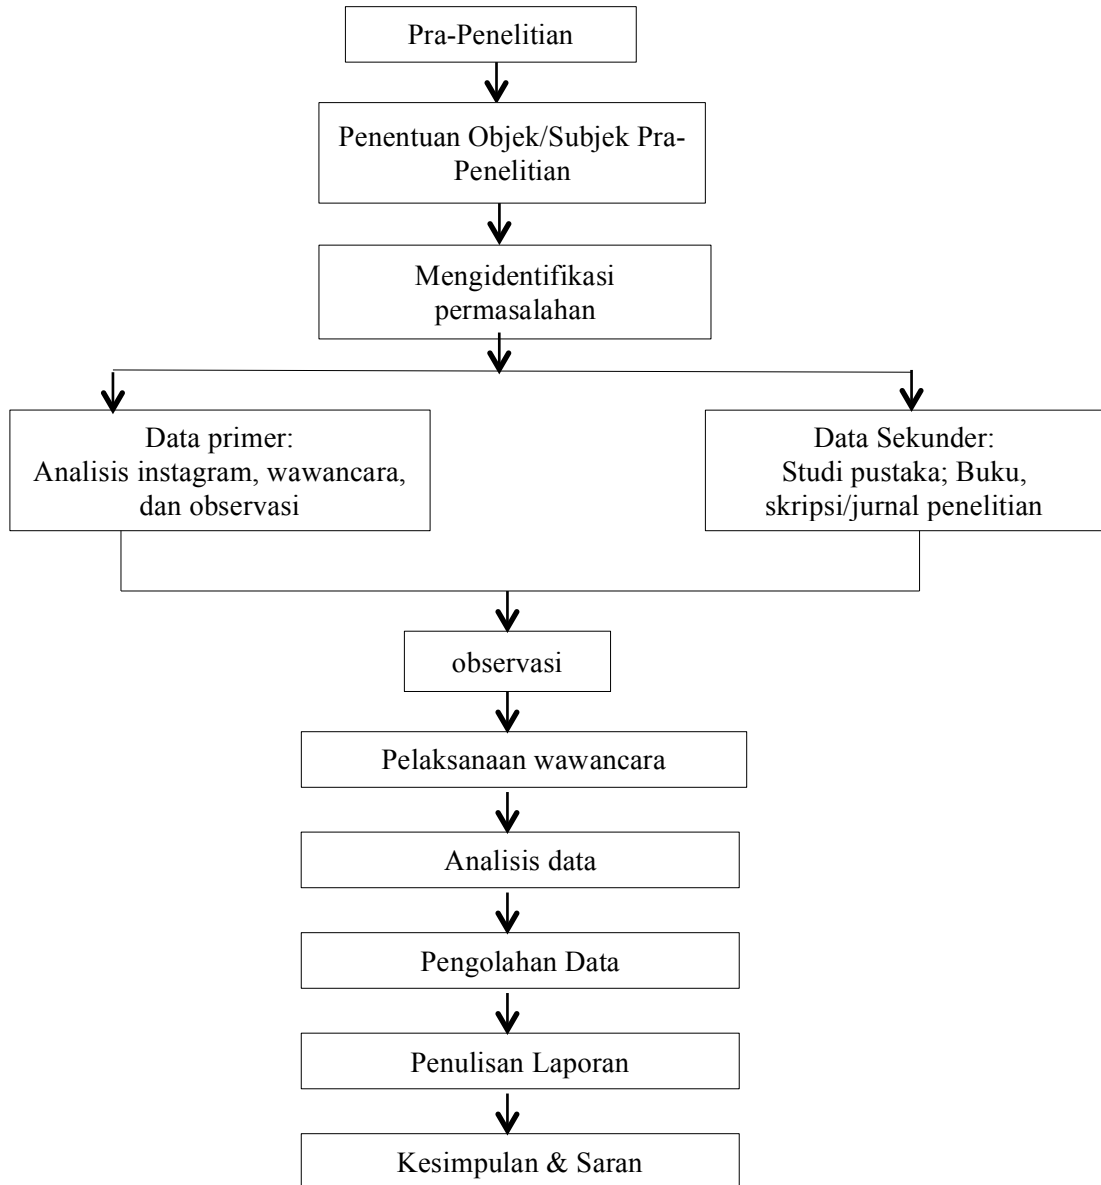 Pra-Penelitian
Penentuan Objek/Subjek Pra-
Penelitian
Mengidentifikasi
permasalahan
Data primer:
Analisis instagram, wawancara,
dan observasi
Data Sekunder:
Studi pustaka; Buku,
skripsi/jurnal penelitian
observasi
Pelaksanaan wawancara
Analisis data
Pengolahan Data
Penulisan Laporan
Kesimpulan & Saran